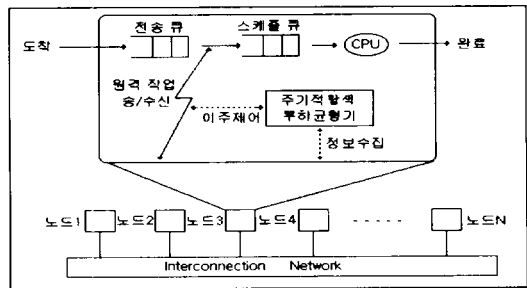 전송 큐 스케쥴 큐
도착 CPU 완료
원격 작업
송/수신
주기적탐색
부하균형기
이주제어
정보수집
노드1 노드2 노드3 노드4 노드N
Interconnection Network